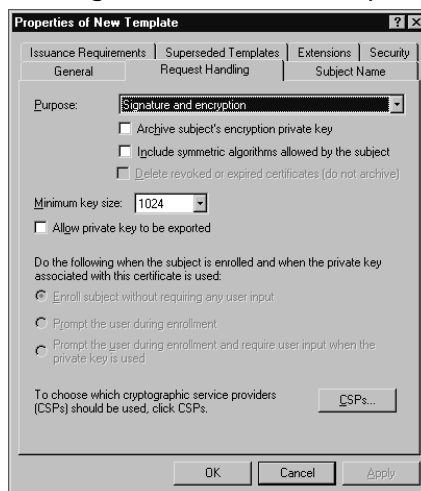 Properties of New Template
Issuance Requirements Superseded Templates Extensions Security
General Request Handling Subject Name
Purpose: Signature and encryption
Archive subject's encryption private key
Include symmetric algorithms allowed by the subject
Delete revoked or expired certificates (do not archive)
Minimum key size: 1024
Allow private key to be exported
Do the following when the subject is enrolled and when the private key
associated with this certificate is used:
Enroll subject without requiring any user input
Prompt the user during enrollment
Prompt the user during enrollment and require user input when the
private key is used
To choose which cryptographic service providers
(CSPs) should be used, click CSPs.
CSPs...
OK Cancel Apply